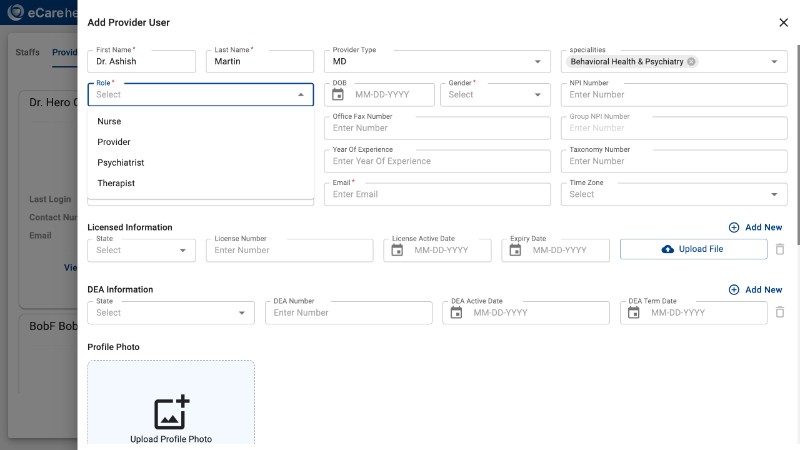 eCare he
Add Provider User
Staffs
Provid
First Name *
Dr. Ashish
Last Name *
Martin
Provider Type
MD
specialities
Behavioral Health & Psychiatry
Role *
Select
DOB
MM-DD-YYYY
Gender *
Select
NPI Number
Enter Number
Dr. Hero C
Nurse
Provider
Psychiatrist
Therapist
Office Fax Number
Enter Number
Group NPI Number
Enter Number
Year Of Experience
Enter Year Of Experience
Taxonomy Number
Enter Number
Email *
Enter Email
Time Zone
Select
Last Login
Contact Nur
Email
Vie
Licensed Information
Add New
State
Select
License Number
Enter Number
License Active Date
MM-DD-YYYY
Expiry Date
MM-DD-YYYY
Upload File
DEA Information
Add New
State
Select
DEA Number
Enter Number
DEA Active Date
MM-DD-YYYY
DEA Term Date
MM-DD-YYYY
BobF Bob
Profile Photo
Upload Profile Photo